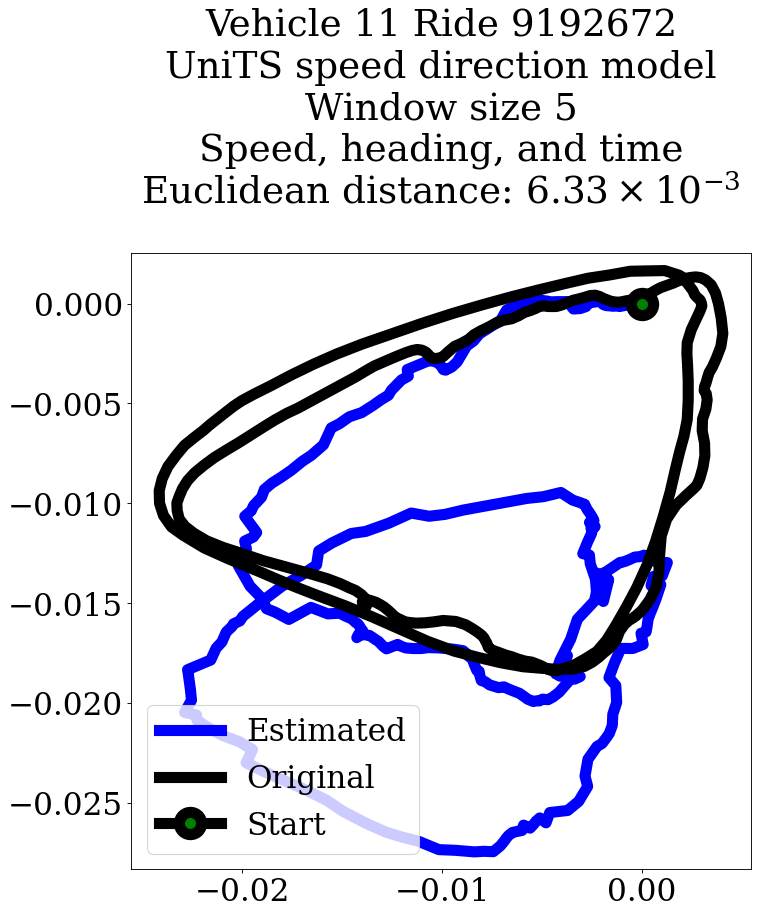 Vehicle 11 Ride 9192672
UniTS speed direction model
Window size 5
Speed, heading, and time
Euclidean distance: 6.33 × 10⁻³
0.000
−0.005
−0.010
−0.015
−0.020
−0.025
Estimated
Original
Start
−0.02
−0.01
0.00